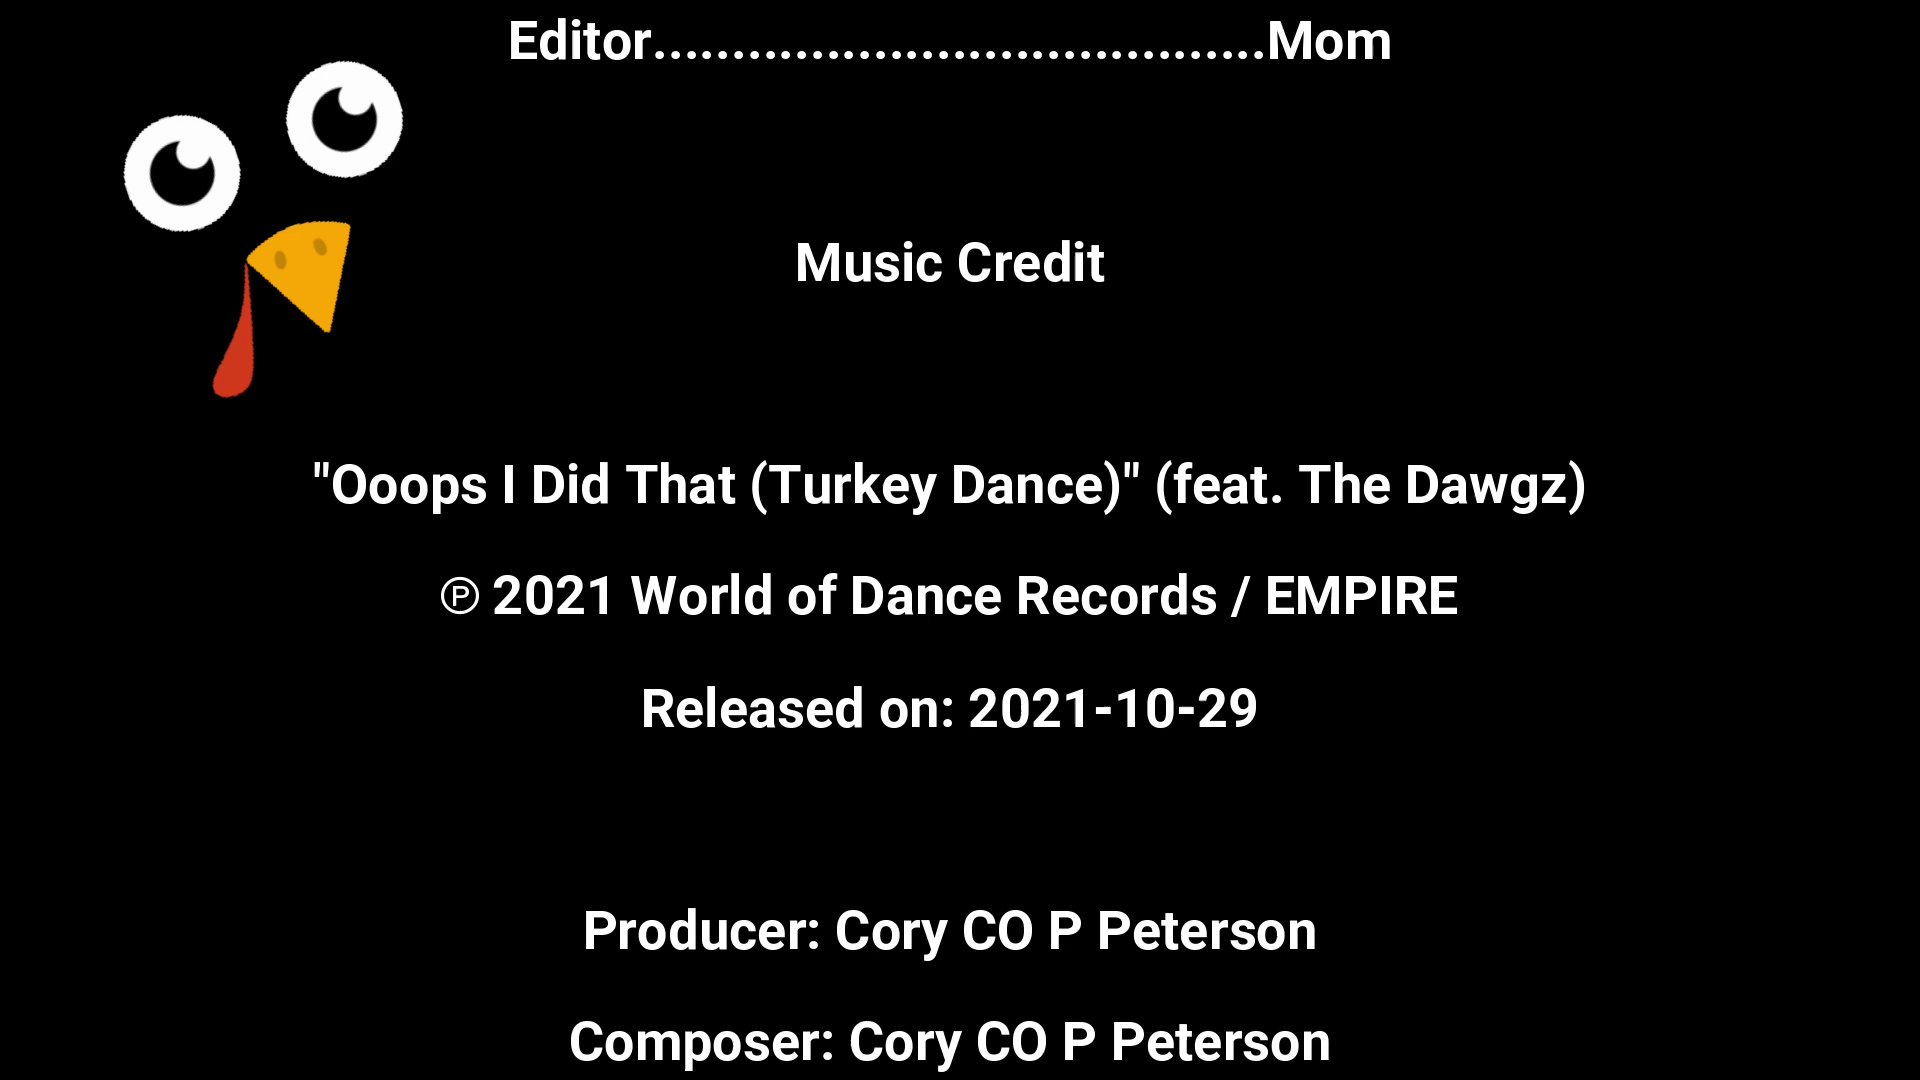 Editor.......................................Mom
Music Credit
"Ooops I Did That (Turkey Dance)" (feat. The Dawgz)
℗ 2021 World of Dance Records / EMPIRE
Released on: 2021-10-29
Producer: Cory CO P Peterson
Composer: Cory CO P Peterson